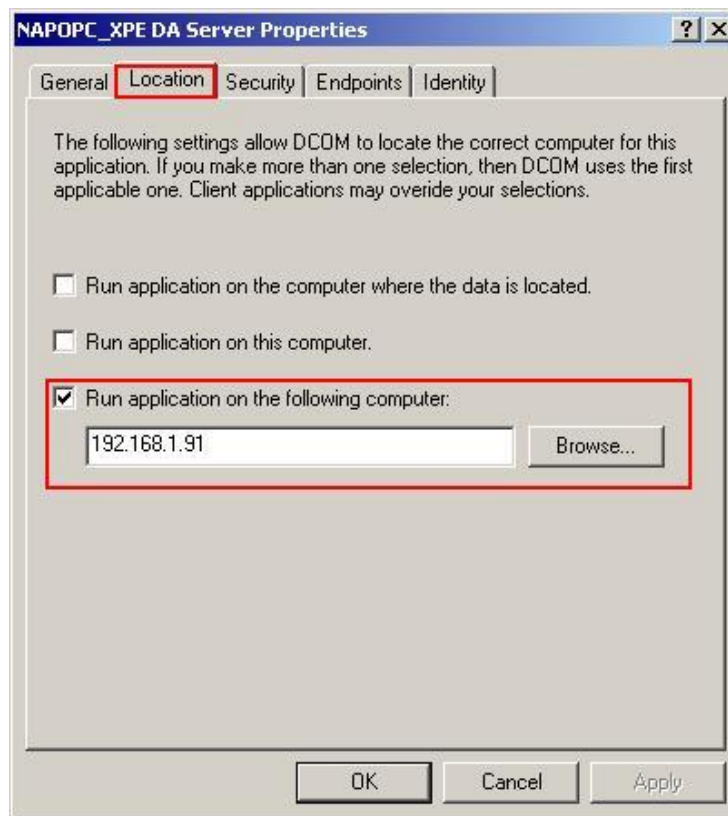 NAPOPC_XPE DA Server Properties
General Location Security Endpoints Identity
The following settings allow DCOM to locate the correct computer for this
application. If you make more than one selection, then DCOM uses the first
applicable one. Client applications may overide your selections.
Run application on the computer where the data is located.
Run application on this computer.
Run application on the following computer:
192.168.1.91 Browse...
OK Cancel Apply